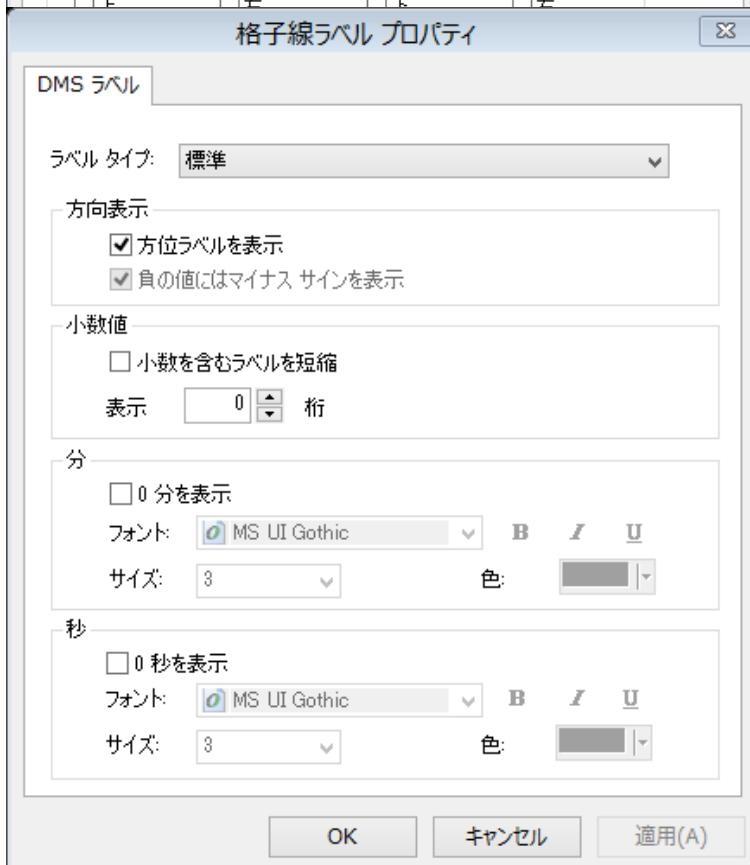 格子線ラベル プロパティ
DMS ラベル
ラベル タイプ: 標準
方向表示
方位ラベルを表示
負の値にはマイナス サインを表示
小数値
小数を含むラベルを短縮
表示 0 桁
分
0 分を表示
フォント: MS UI Gothic B I U
サイズ: 3 色:
秒
0 秒を表示
フォント: MS UI Gothic B I U
サイズ: 3 色:
OK キャンセル 適用(A)